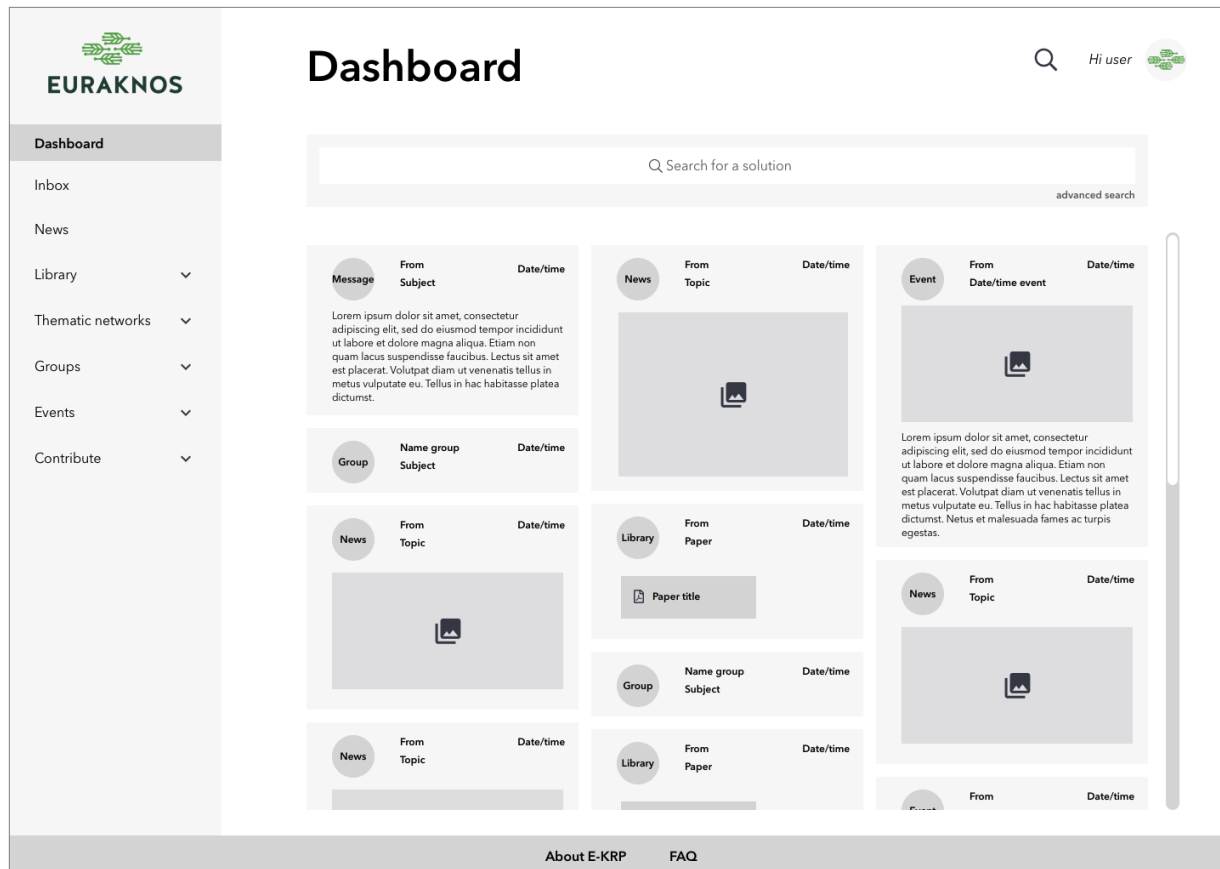 EURAKNOS
Dashboard
Inbox
News
Library
Thematic networks
Groups
Events
Contribute
Dashboard
Hi user
Search for a solution
advanced search
Message
From
Subject
Date/time
Lorem ipsum dolor sit amet, consectetur
adipiscing elit, sed do eiusmod tempor incididunt
ut labore et dolore magna aliqua. Etiam non
quam lacus suspendisse faucibus. Lectus sit amet
est placerat. Volutpat diam ut venenatis tellus in
metus vulputate eu. Tellus in hac habitasse platea
dictumst.
Group
Name group
Subject
Date/time
News
From
Topic
Date/time
News
From
Topic
Date/time
News
From
Topic
Date/time
Library
From
Paper
Date/time
Paper title
Group
Name group
Subject
Date/time
Library
From
Paper
Date/time
Event
From
Date/time event
Date/time
Lorem ipsum dolor sit amet, consectetur
adipiscing elit, sed do eiusmod tempor incididunt
ut labore et dolore magna aliqua. Etiam non
quam lacus suspendisse faucibus. Lectus sit amet
est placerat. Volutpat diam ut venenatis tellus in
metus vulputate eu. Tellus in hac habitasse platea
dictumst. Netus et malesuada fames ac turpis
egestas.
News
From
Topic
Date/time
Event
From
Date/time
About E-KRP
FAQ